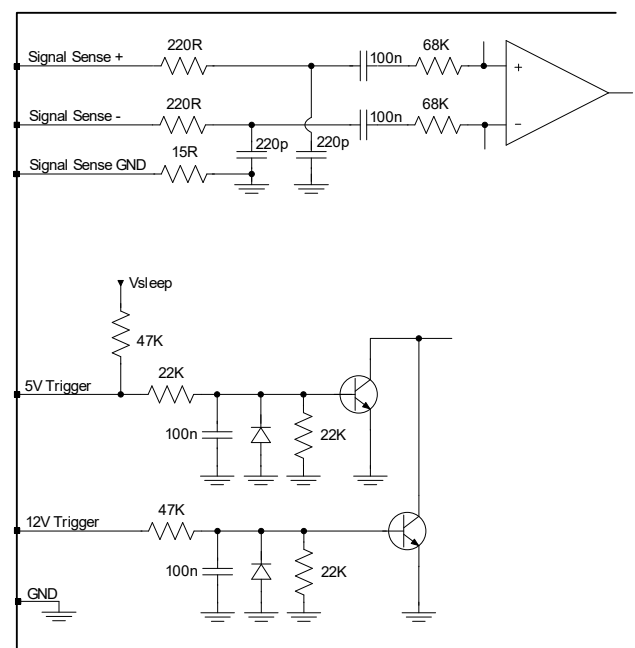 Signal Sense +
220R
100n
68K
+
Signal Sense -
220R
100n
68K
-
220p
220p
Signal Sense GND
15R
Vsleep
47K
5V Trigger
22K
100n
22K
12V Trigger
47K
100n
22K
GND